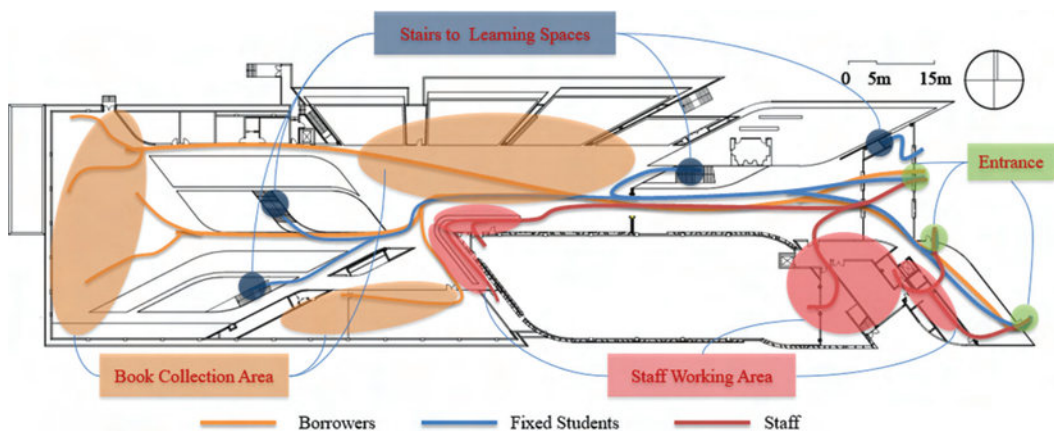 Stairs to Learning Spaces
0 5m 15m
Entrance
Book Collection Area
Staff Working Area
Borrowers Fixed Students Staff